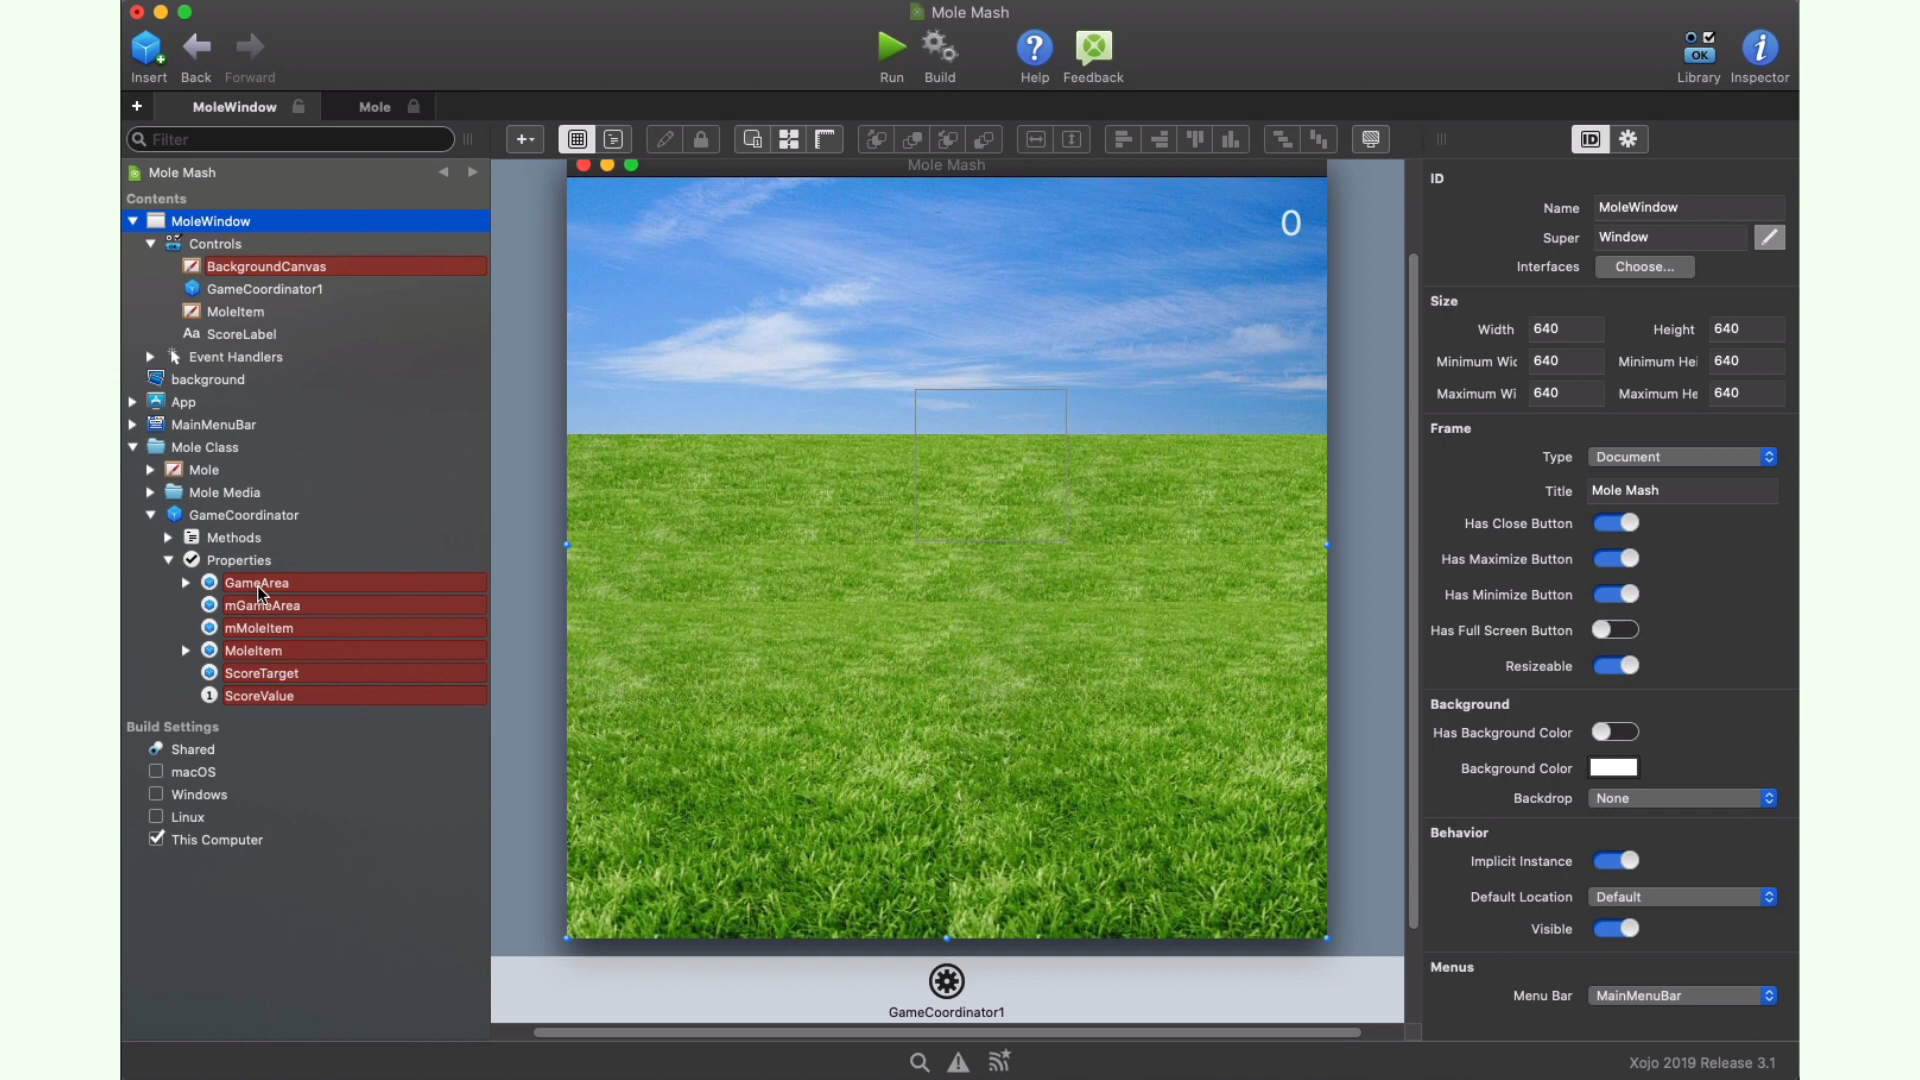 Mole Mash
Insert
Back
Forward
Run
Build
Help
Feedback
OK
Library
Inspector
MoleWindow
Mole
Filter
ID
Mole Mash
Contents
MoleWindow
Controls
BackgroundCanvas
GameCoordinator1
MoleItem
Aa ScoreLabel
Event Handlers
background
App
MainMenuBar
Mole Class
Mole
Mole Media
GameCoordinator
Methods
Properties
GameArea
mGameArea
mMoleItem
MoleItem
ScoreTarget
1 ScoreValue
Build Settings
Shared
macOS
Windows
Linux
This Computer
Mole Mash
0
GameCoordinator1
ID
Name MoleWindow
Super Window
Interfaces Choose...
Size
Width 640 Height 640
Minimum Wic 640 Minimum Hei 640
Maximum Wi 640 Maximum He 640
Frame
Type Document
Title Mole Mash
Has Close Button
Has Maximize Button
Has Minimize Button
Has Full Screen Button
Resizeable
Background
Has Background Color
Background Color
Backdrop None
Behavior
Implicit Instance
Default Location Default
Visible
Menus
Menu Bar MainMenuBar
Xojo 2019 Release 3.1